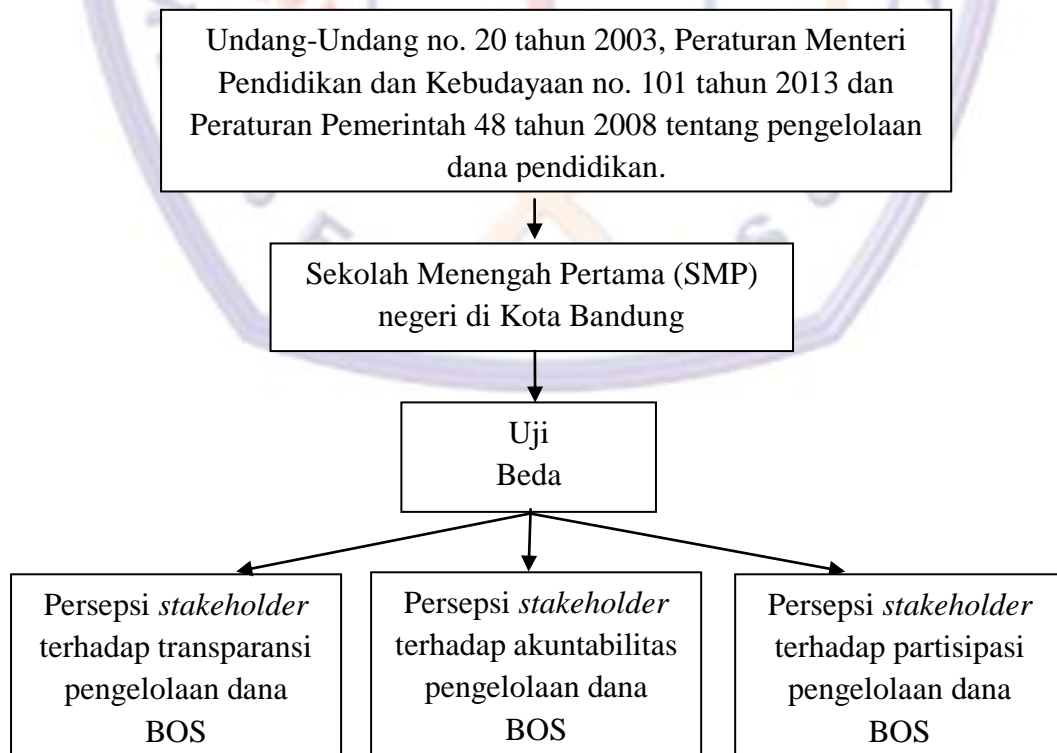 Undang-Undang no. 20 tahun 2003, Peraturan Menteri
Pendidikan dan Kebudayaan no. 101 tahun 2013 dan
Peraturan Pemerintah 48 tahun 2008 tentang pengelolaan
dana pendidikan.
Sekolah Menengah Pertama (SMP)
negeri di Kota Bandung
Uji
Beda
Persepsi stakeholder
terhadap transparansi
pengelolaan dana
BOS
Persepsi stakeholder
terhadap akuntabilitas
pengelolaan dana
BOS
Persepsi stakeholder
terhadap partisipasi
pengelolaan dana
BOS